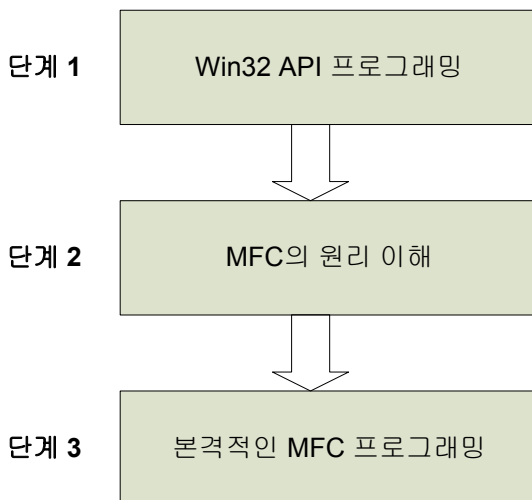 단계 1
Win32 API 프로그래밍
단계 2
MFC의 원리 이해
단계 3
본격적인 MFC 프로그래밍